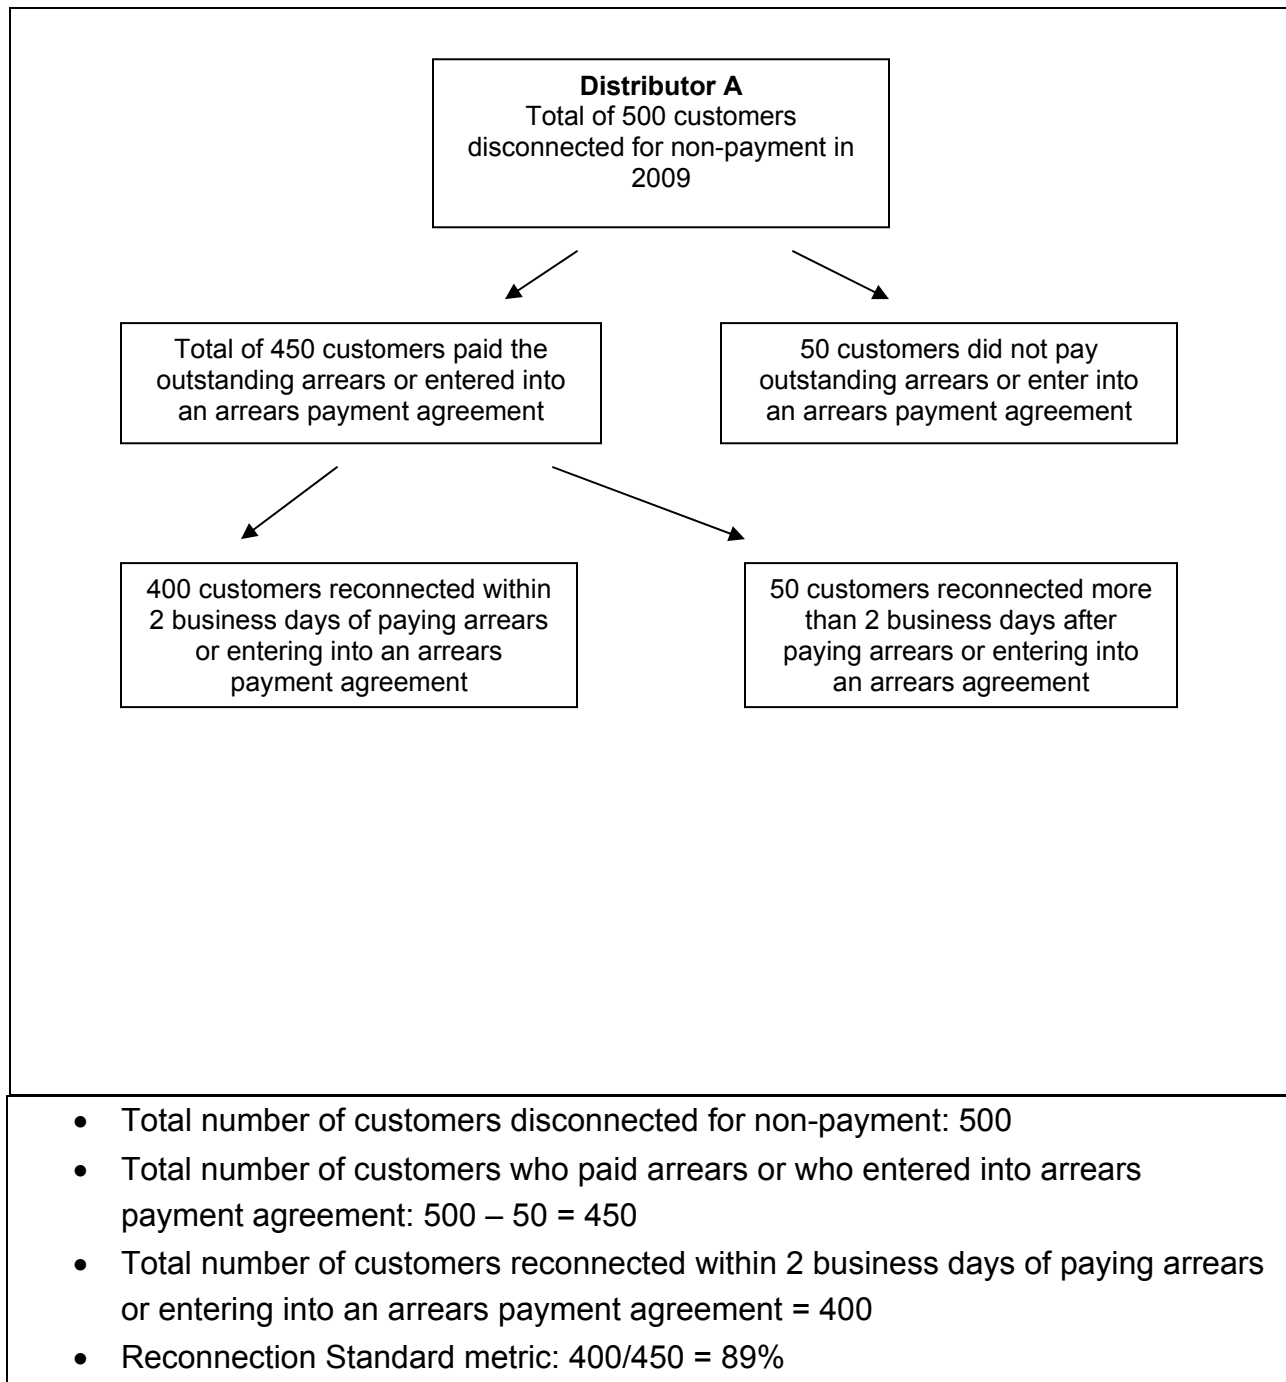 Distributor A
Total of 500 customers
disconnected for non-payment in
2009
Total of 450 customers paid the
outstanding arrears or entered into
an arrears payment agreement
50 customers did not pay
outstanding arrears or enter into
an arrears payment agreement
400 customers reconnected within
2 business days of paying arrears
or entering into an arrears
payment agreement
50 customers reconnected more
than 2 business days after
paying arrears or entering into
an arrears agreement
• Total number of customers disconnected for non-payment: 500
• Total number of customers who paid arrears or who entered into arrears
payment agreement: 500 – 50 = 450
• Total number of customers reconnected within 2 business days of paying arrears
or entering into an arrears payment agreement = 400
• Reconnection Standard metric: 400/450 = 89%